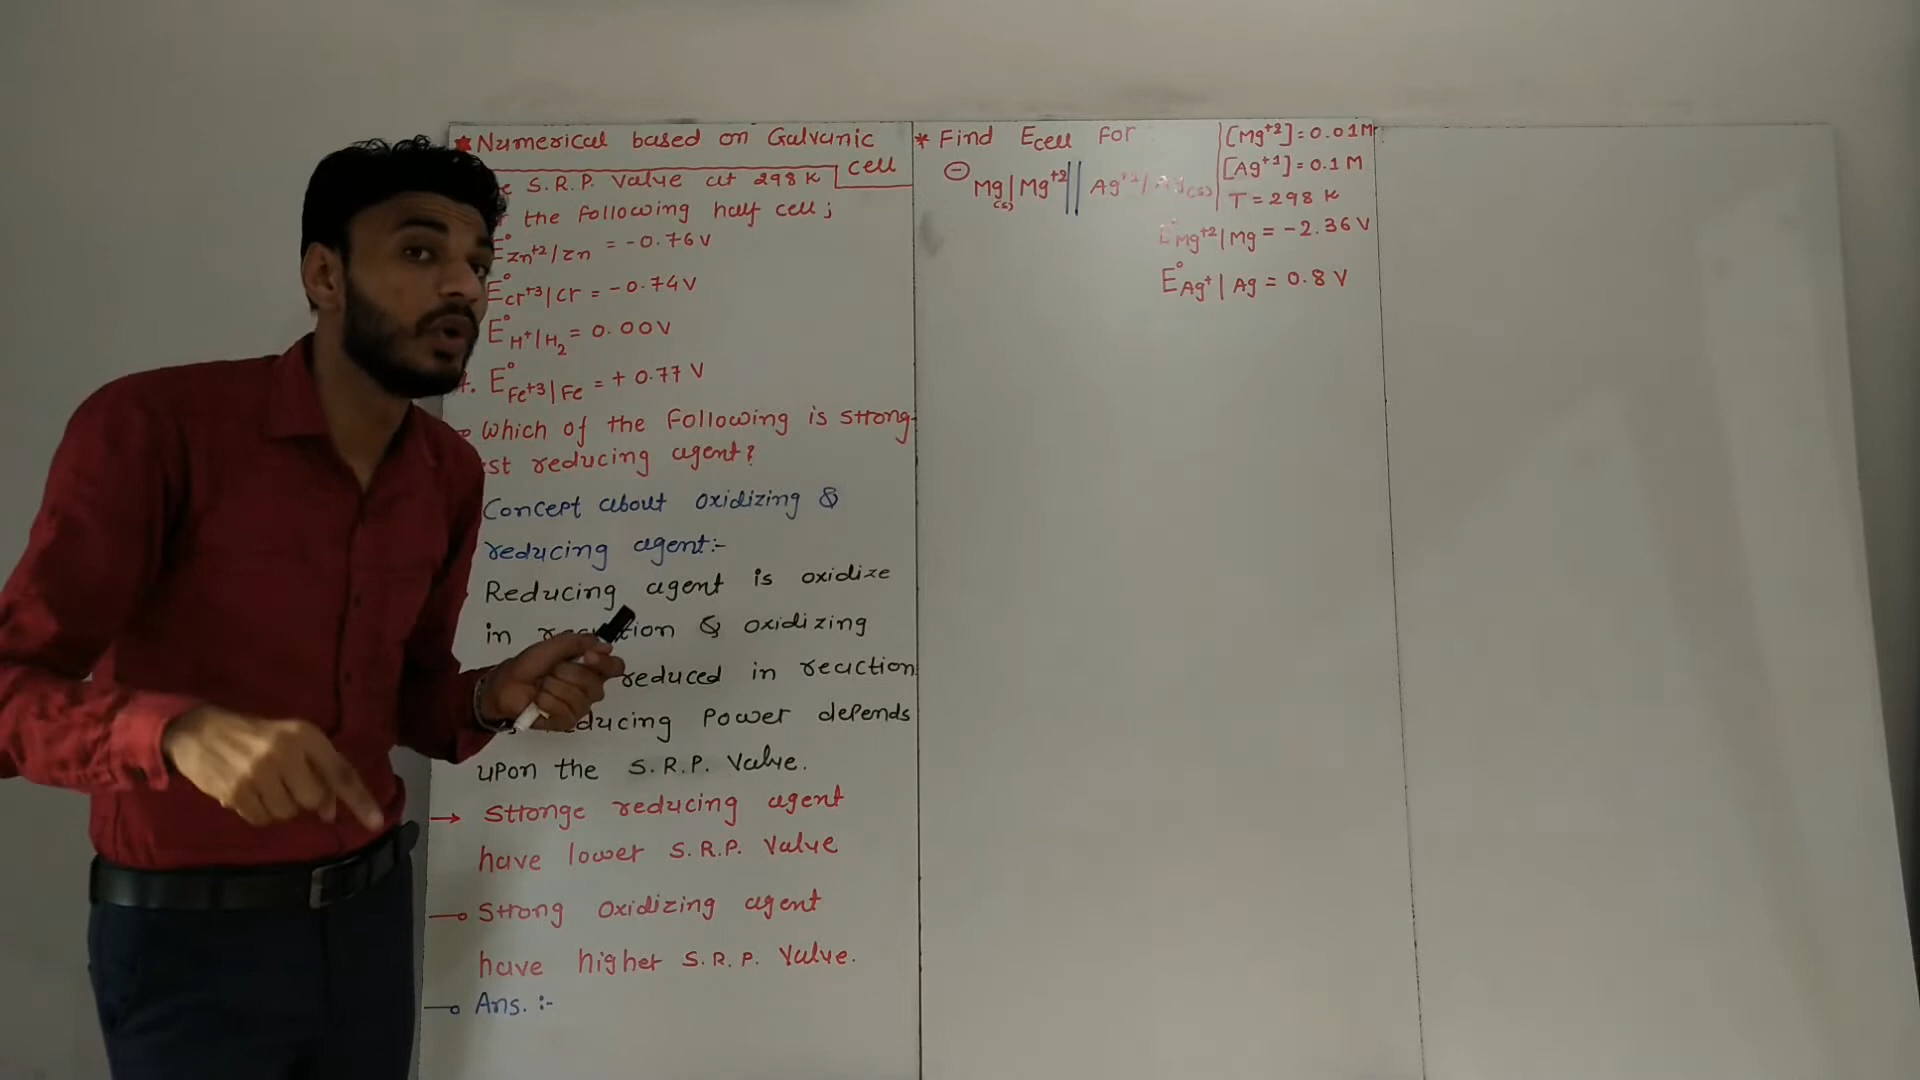 * Numerical based on Galvanic
cell
S.R.P. Value at 298 K
the following half cell;
E°Zn+2/Zn = -0.76 V
E°Cr+3|Cr = -0.74 V
E°H+|H2 = 0.00V
E°Fe+3|Fe = + 0.77 V
Which of the following is strong-
st reducing agent?
Concept about oxidizing &
reducing agent:-
Reducing agent is oxidize
in & oxidizing
reduced in reaction
Power depends
upon the S.R.P. Value.
→ Stronge reducing agent
have lower S.R.P. Value
Strong oxidizing agent
have higher S.R.P. Value.
Ans. :-
* Find Ecell For
⊖ Mg(s)|Mg+2||
[Mg+2] = 0.01M
[Ag+1] = 0.1 M
T = 298 K
E°Mg+2|Mg = -2.36 V
E°Ag+|Ag = 0.8 V